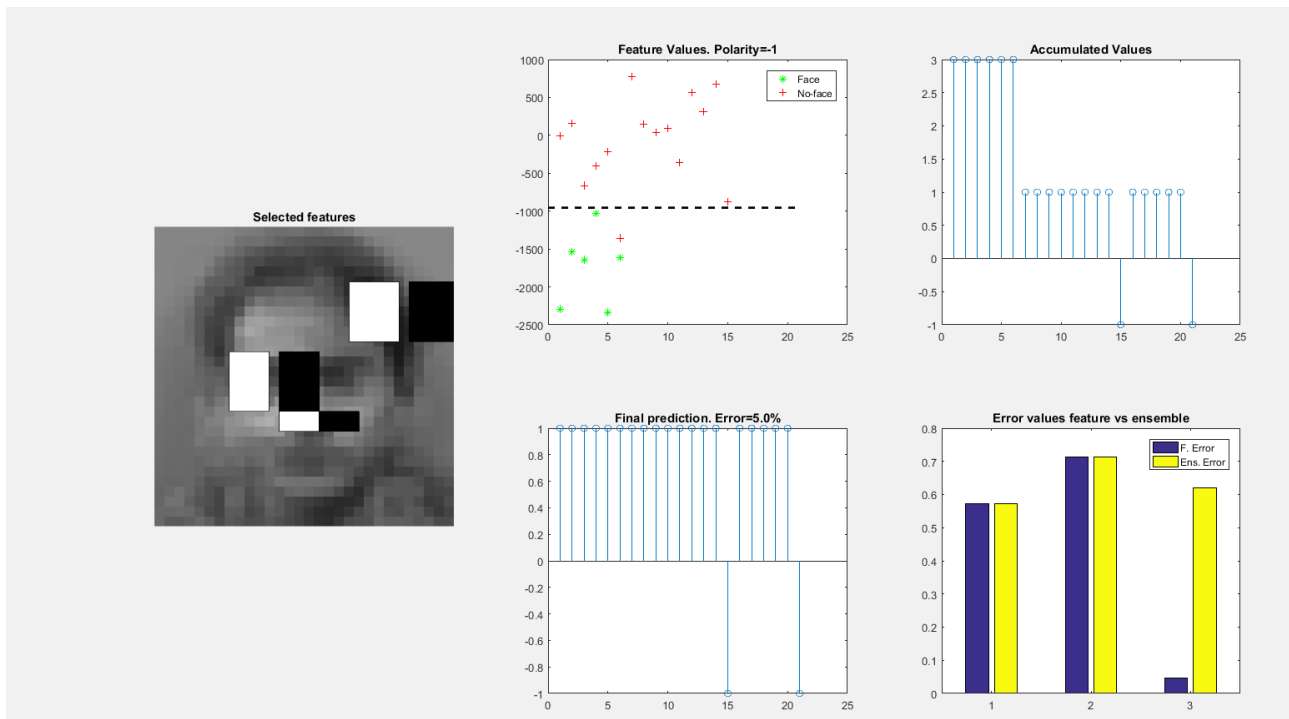 Selected features
Feature Values. Polarity=-1
1000
500
0
-500
-1000
-1500
-2000
-2500
0 5 10 15 20 25
Face
No-face
Accumulated Values
3
2.5
2
1.5
1
0.5
0
-0.5
-1
0 5 10 15 20 25
Final prediction. Error=5.0%
1
0.8
0.6
0.4
0.2
0
-0.2
-0.4
-0.6
-0.8
-1
0 5 10 15 20 25
Error values feature vs ensemble
0.8
0.7
0.6
0.5
0.4
0.3
0.2
0.1
0
1 2 3
F. Error
Ens. Error